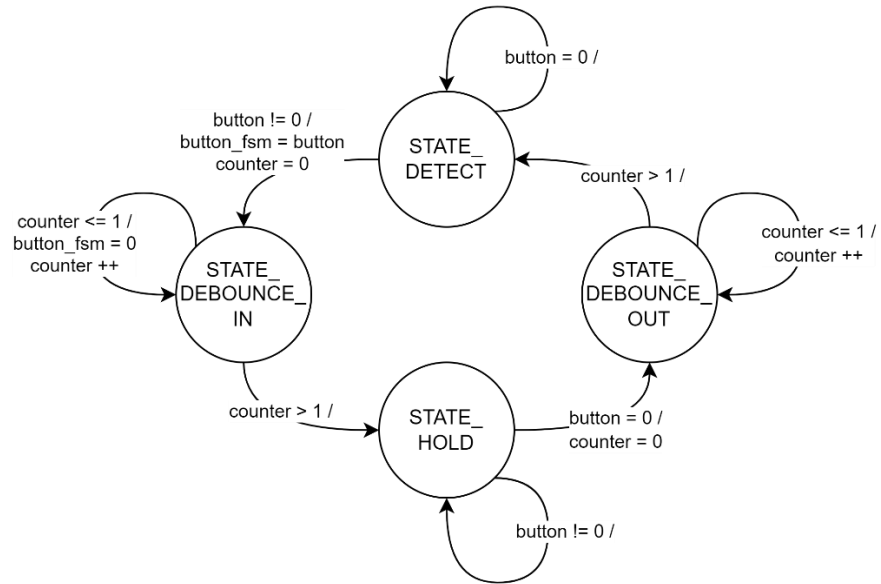 button = 0 /
button != 0 /
button_fsm = button
counter = 0
STATE_
DETECT
counter > 1 /
counter <= 1 /
button_fsm = 0
counter ++
STATE_
DEBOUNCE_
IN
STATE_
DEBOUNCE_
OUT
counter <= 1 /
counter ++
counter > 1 /
STATE_
HOLD
button = 0 /
counter = 0
button != 0 /